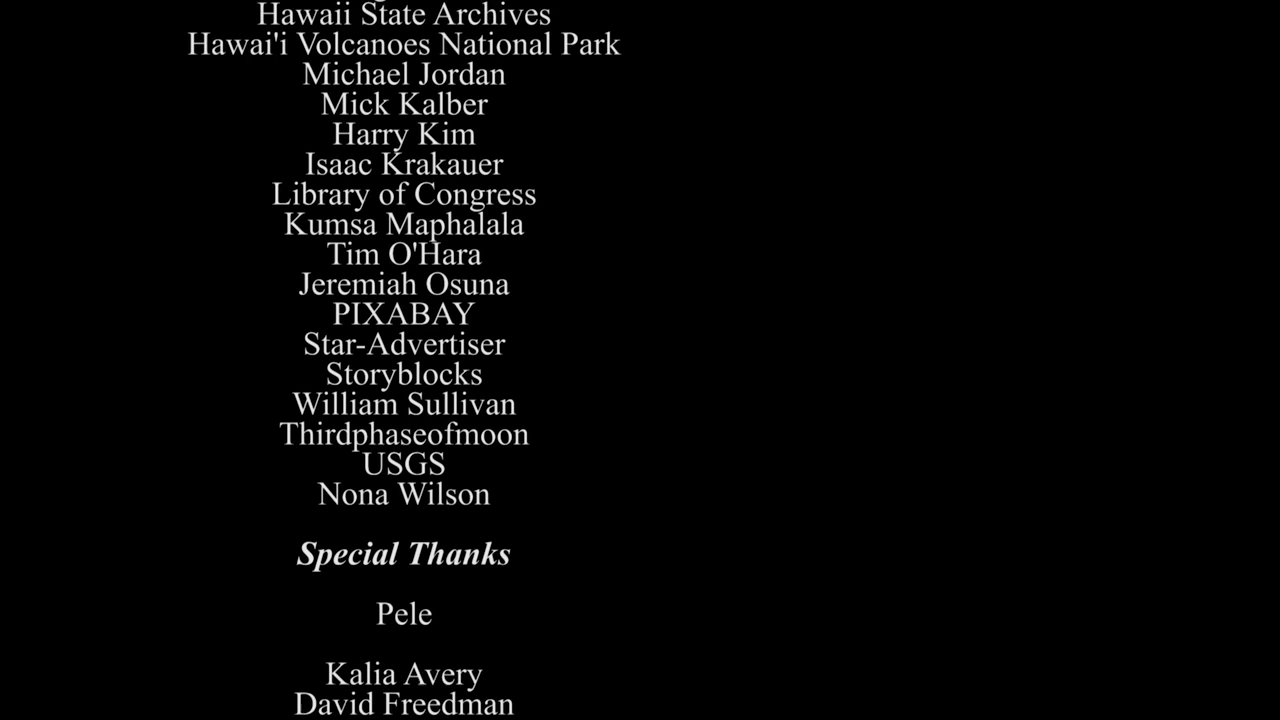 Hawaii State Archives
Hawai'i Volcanoes National Park
Michael Jordan
Mick Kalber
Harry Kim
Isaac Krakauer
Library of Congress
Kumsa Maphalala
Tim O'Hara
Jeremiah Osuna
PIXABAY
Star-Advertiser
Storyblocks
William Sullivan
Thirdphaseofmoon
USGS
Nona Wilson
Special Thanks
Pele
Kalia Avery
David Freedman